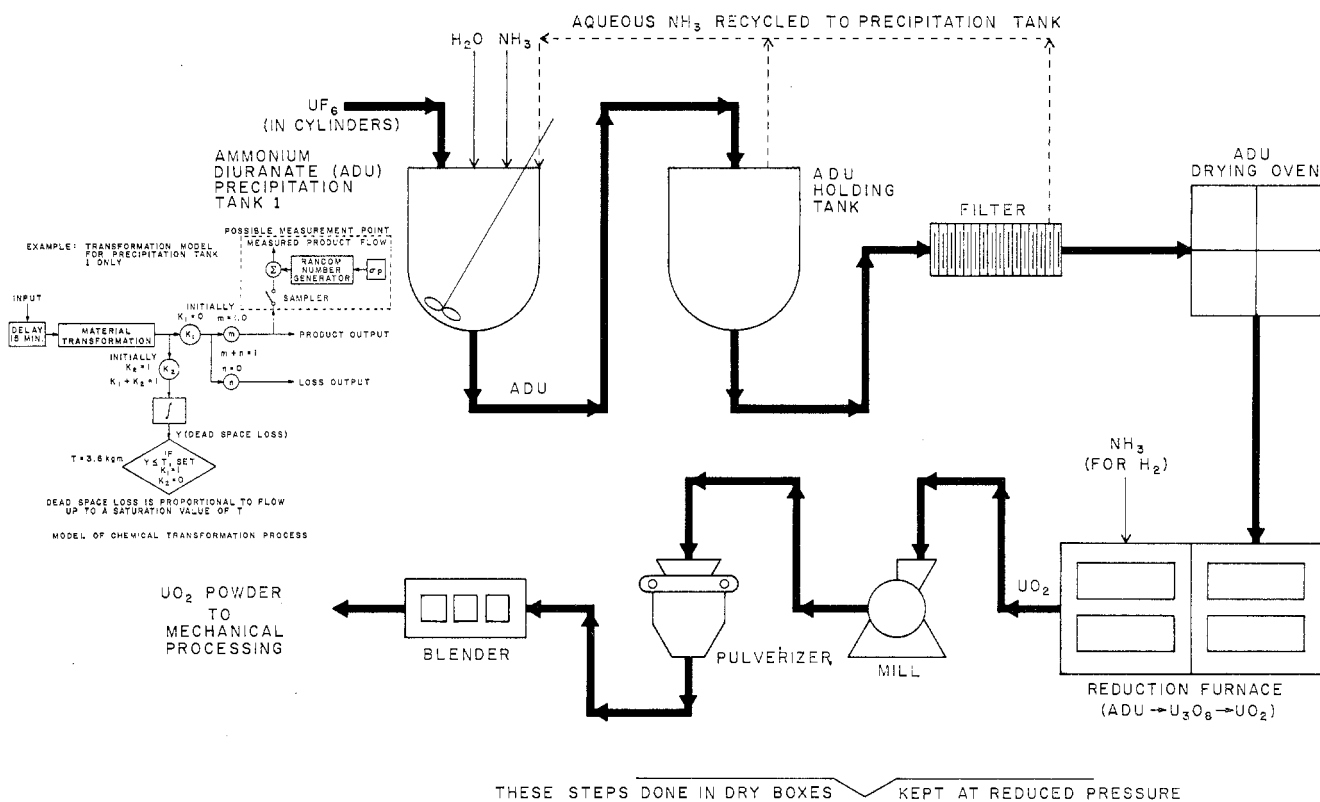 AQUEOUS NH₃ RECYCLED TO PRECIPITATION TANK
H₂O NH₃
UF₆
(IN CYLINDERS)
AMMONIUM
DIURANATE (ADU)
PRECIPITATION
TANK 1
ADU
HOLDING
TANK
FILTER
ADU
DRYING OVEN
POSSIBLE MEASUREMENT POINT
MEASURED PRODUCT FLOW
EXAMPLE: TRANSFORMATION MODEL
FOR PRECIPITATION TANK
1 ONLY
Σ
RANDOM
NUMBER
GENERATOR
σP
SAMPLER
INPUT
DELAY
15 MIN.
MATERIAL
TRANSFORMATION
INITIALLY
K₁=0
K₁
m=1.0
m
PRODUCT OUTPUT
m+n=1
n=0
n
LOSS OUTPUT
INITIALLY
K₂=1
K₁+K₂=1
K₂
∫
Y (DEAD SPACE LOSS)
T=3.6 kgm
IF
Y≤T, SET
K₁=1
K₂=0
DEAD SPACE LOSS IS PROPORTIONAL TO FLOW
UP TO A SATURATION VALUE OF T
MODEL OF CHEMICAL TRANSFORMATION PROCESS
ADU
NH₃
(FOR H₂)
UO₂
REDUCTION FURNACE
(ADU→U₃O₈→UO₂)
MILL
PULVERIZER
BLENDER
UO₂ POWDER
TO
MECHANICAL
PROCESSING
THESE STEPS DONE IN DRY BOXES KEPT AT REDUCED PRESSURE